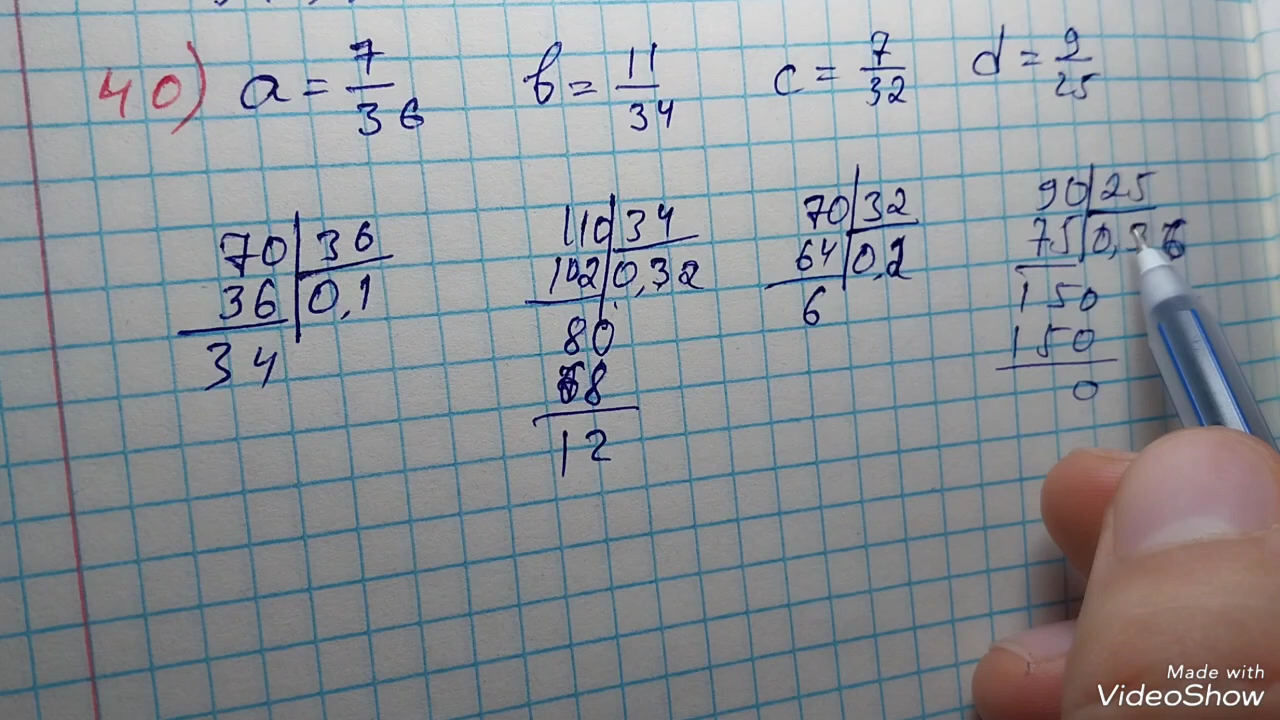 40) a = 7/36 b = 11/34 c = 7/32 d = 9/25
70 36 110 34 70 32 90 25
36 0,1 102 0,32 64 0,2 75 0,36
34 80 6 150
68 150
12 0
Made with
VideoShow